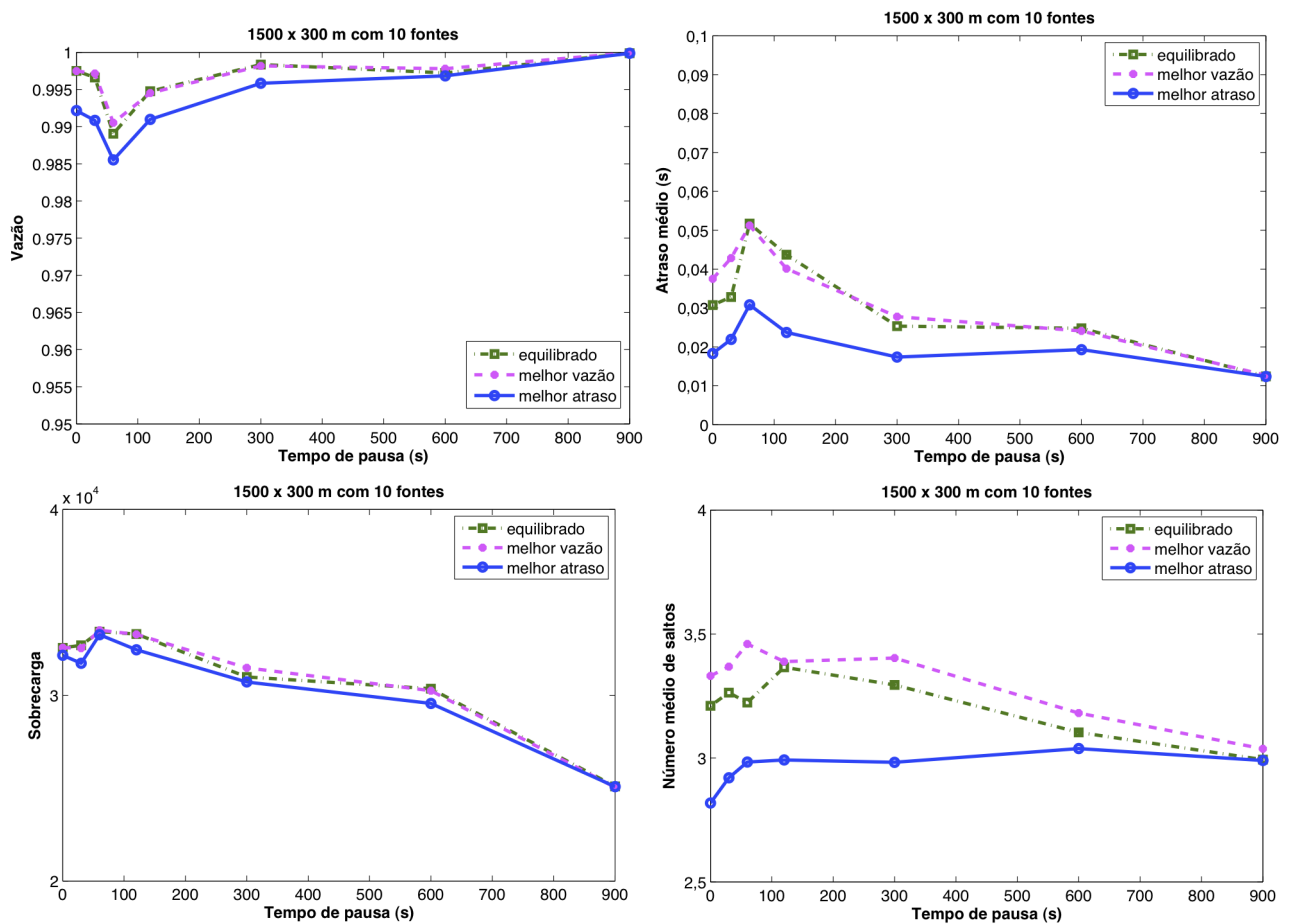 1500 x 300 m com 10 fontes
1
0.995
0.99
0.985
0.98
0.975
0.97
0.965
0.96
0.955
0.95
Vazão
equilibrado
melhor vazão
melhor atraso
0 100 200 300 400 500 600 700 800 900
Tempo de pausa (s)
1500 x 300 m com 10 fontes
0,1
0,09
0,08
0,07
0,06
0,05
0,04
0,03
0,02
0,01
0
Atraso médio (s)
equilibrado
melhor vazão
melhor atraso
0 100 200 300 400 500 600 700 800 900
Tempo de pausa (s)
1500 x 300 m com 10 fontes
x 10⁴
4
3
2
Sobrecarga
equilibrado
melhor vazão
melhor atraso
0 100 200 300 400 500 600 700 800 900
Tempo de pausa (s)
1500 x 300 m com 10 fontes
4
3,5
3
2,5
Número médio de saltos
equilibrado
melhor vazão
melhor atraso
0 100 200 300 400 500 600 700 800 900
Tempo de pausa (s)